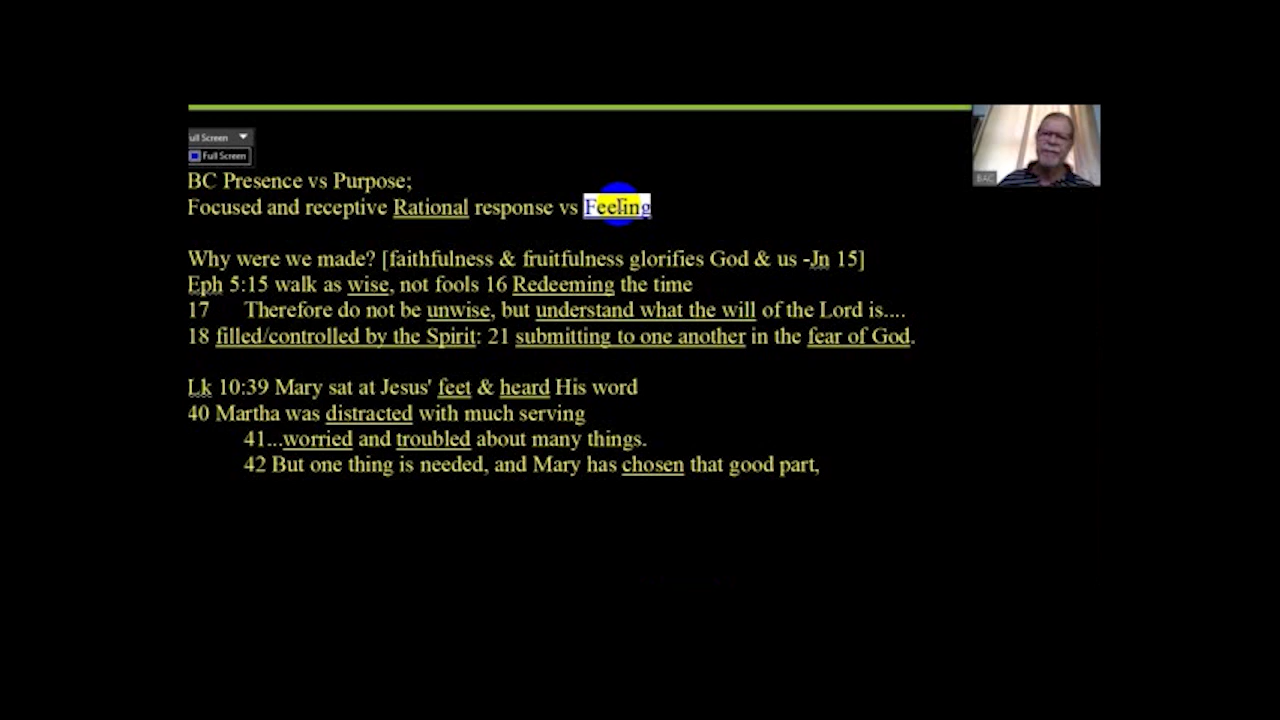 ull Screen
Full Screen
BC Presence vs Purpose;
Focused and receptive Rational response vs Feeling
Why were we made? [faithfulness & fruitfulness glorifies God & us -Jn 15]
Eph 5:15 walk as wise, not fools 16 Redeeming the time
17 Therefore do not be unwise, but understand what the will of the Lord is....
18 filled/controlled by the Spirit: 21 submitting to one another in the fear of God.
Lk 10:39 Mary sat at Jesus' feet & heard His word
40 Martha was distracted with much serving
41...worried and troubled about many things.
42 But one thing is needed, and Mary has chosen that good part,
BAC